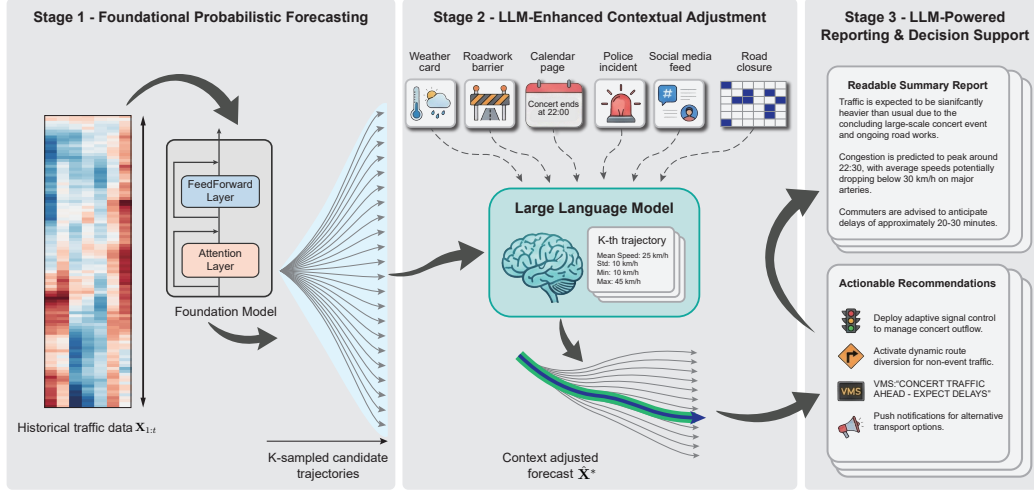 Stage 1 - Foundational Probabilistic Forecasting
FeedForward
Layer
Attention
Layer
Foundation Model
Historical traffic data X₁:t
K-sampled candidate
trajectories
Stage 2 - LLM-Enhanced Contextual Adjustment
Weather
card
Roadwork
barrier
Calendar
page
Police
incident
Social media
feed
Road
closure
Concert ends
at 22:00
#
Large Language Model
K-th trajectory
Mean Speed: 25 km/h
Std: 10 km/h
Min: 10 km/h
Max: 45 km/h
Context adjusted
forecast X̂*
Stage 3 - LLM-Powered
Reporting & Decision Support
Readable Summary Report
Traffic is expected to be sianifcantly
heavier than usual due to the
concluding large-scale concert event
and ongoing road works.
Congestion is predicted to peak around
22:30, with average speeds potentially
dropping below 30 km/h on major
arteries.
Commuters are advised to anticipate
delays of approximately 20-30 minutes.
Actionable Recommendations
Deploy adaptive signal control
to manage concert outflow.
Activate dynamic route
diversion for non-event traffic.
VMS
VMS:“CONCERT TRAFFIC
AHEAD - EXPECT DELAYS”
Push notifications for alternative
transport options.